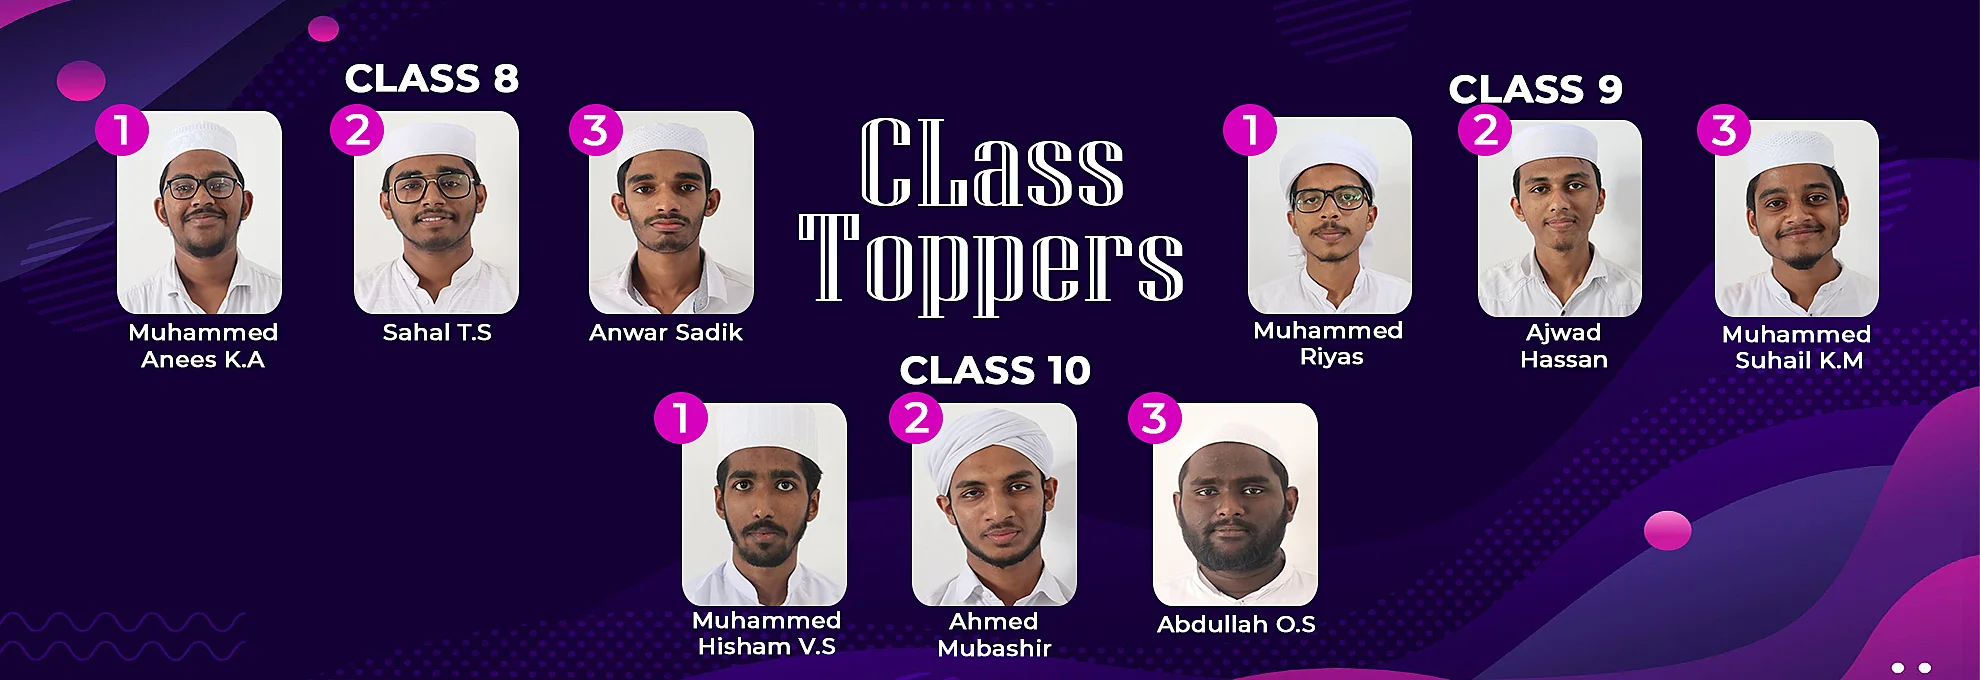 CLASS 8
1
Muhammed
Anees K.A
2
Sahal T.S
3
Anwar Sadik
CLass
Toppers
CLASS 9
1
Muhammed
Riyas
2
Ajwad
Hassan
3
Muhammed
Suhail K.M
CLASS 10
1
Muhammed
Hisham V.S
2
Ahmed
Mubashir
3
Abdullah O.S